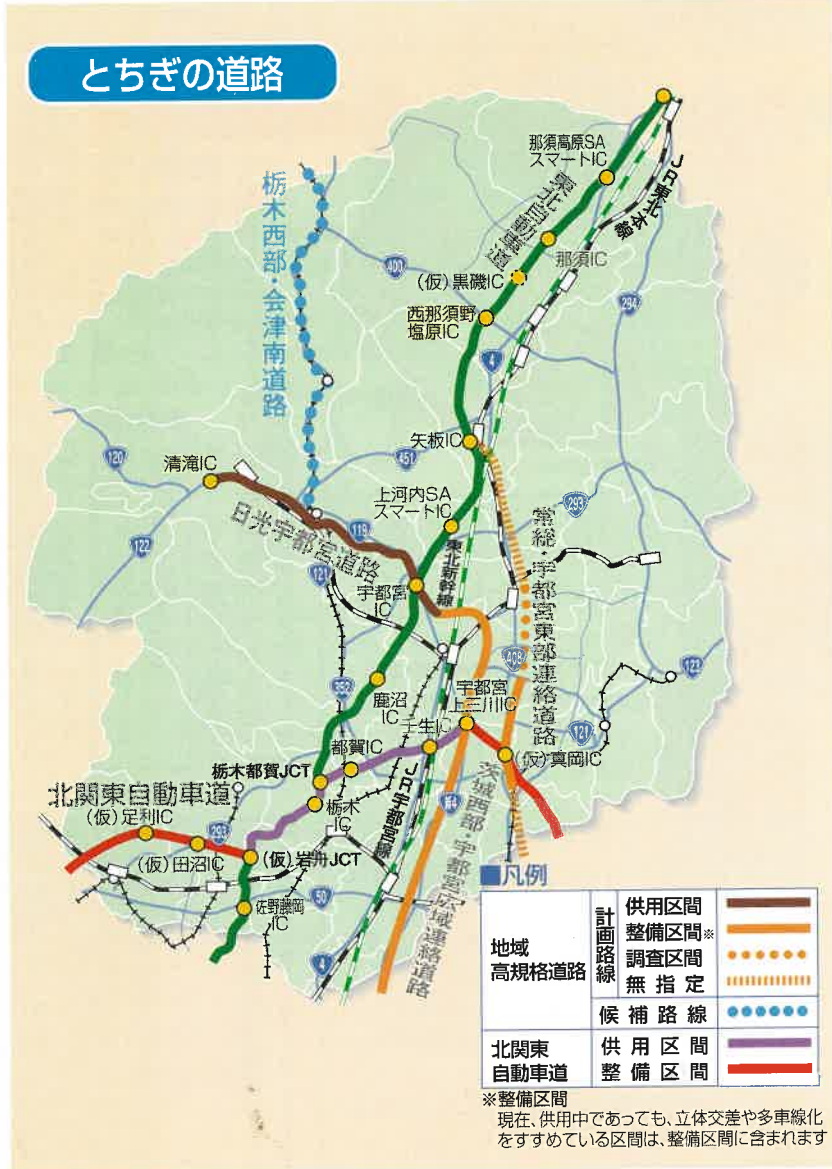 とちぎの道路
那須高原SA
スマートIC
JR東北本線
東北自動車道
栃木西部・会津南道路
那須IC
400
(仮)黒磯IC
294
西那須野
塩原IC
4
矢板IC
120
清滝IC
451
上河内SA
スマートIC
293
常総・宇都宮東部連絡道路
日光宇都宮道路
119
122
東北新幹線
121
宇都宮
IC
408
123
352
鹿沼
IC
宇都宮
上三川IC
121
壬生IC
都賀IC
(仮)真岡IC
栃木都賀JCT
北関東自動車道
JR宇都宮線
茨城西部・宇都宮広域連絡道路
(仮)足利IC
293
栃木
IC
(仮)田沼IC
(仮)岩舟JCT
50
佐野藤岡
IC
4
■凡例
地域
高規格道路
計画路線
供用区間
整備区間※
調査区間
無指定
候補路線
北関東
自動車道
供用区間
整備区間
※整備区間
現在、供用中であっても、立体交差や多車線化
をすすめている区間は、整備区間に含まれます